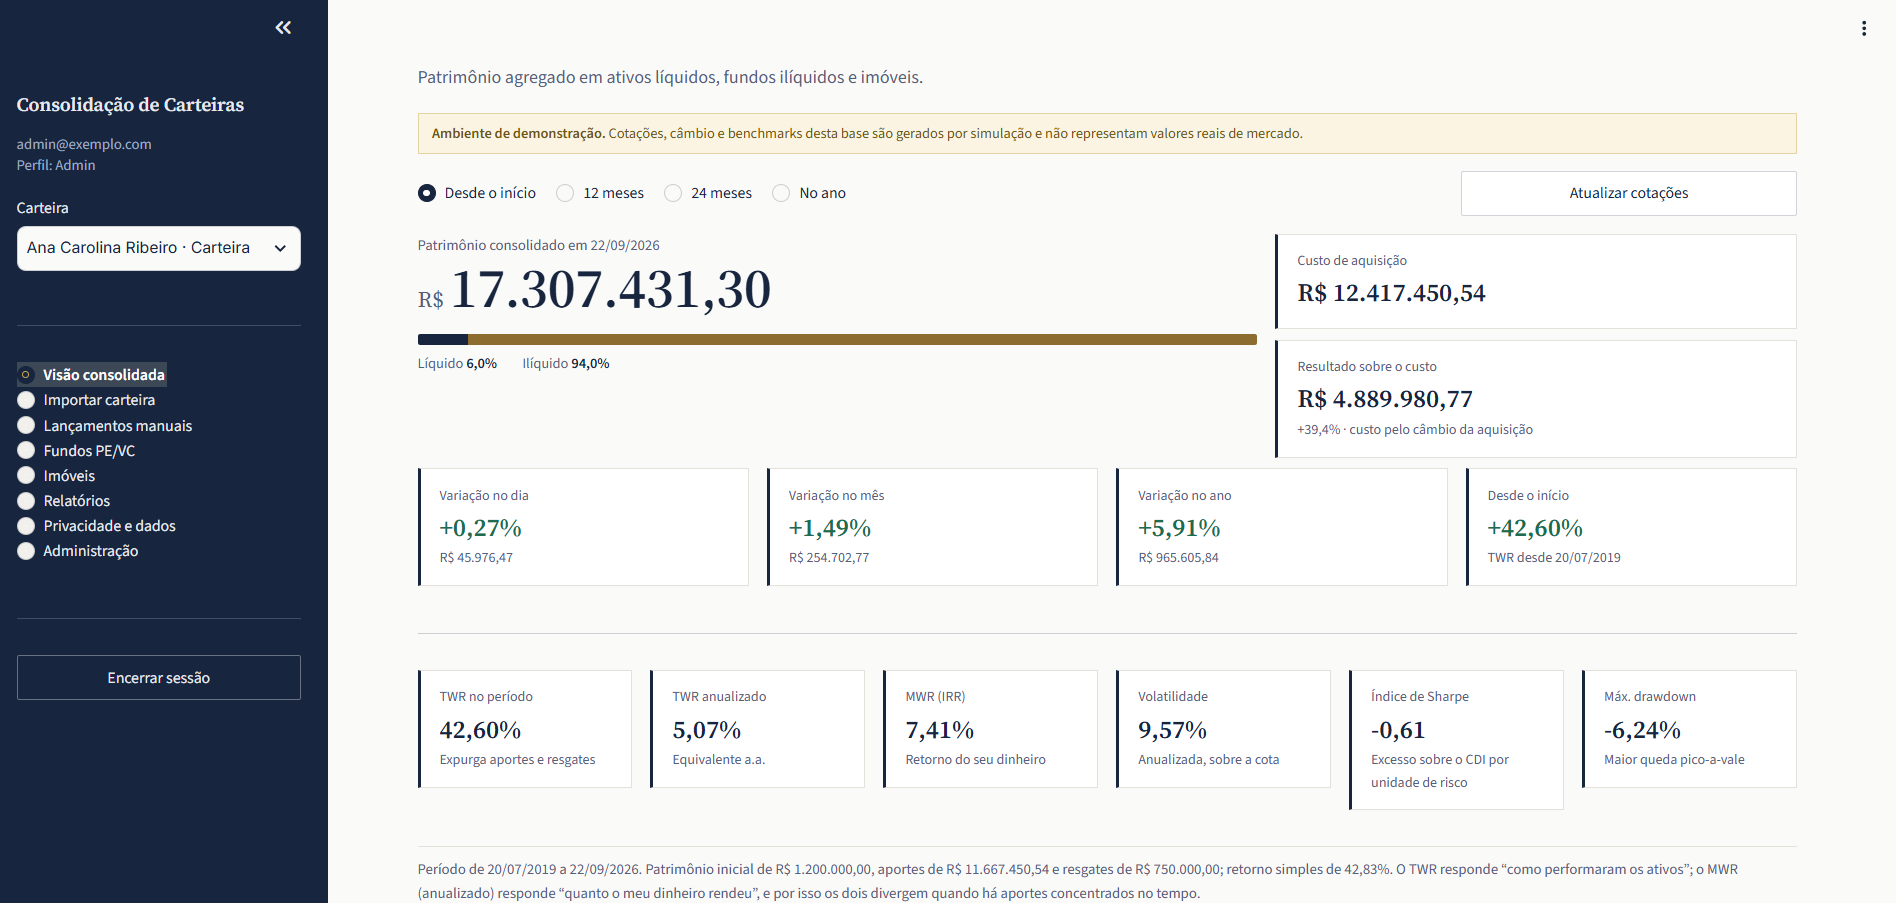 Consolidação de Carteiras
admin@exemplo.com
Perfil: Admin
Carteira
Ana Carolina Ribeiro · Carteira
Visão consolidada
Importar carteira
Lançamentos manuais
Fundos PE/VC
Imóveis
Relatórios
Privacidade e dados
Administração
Encerrar sessão
Patrimônio agregado em ativos líquidos, fundos ilíquidos e imóveis.
Ambiente de demonstração. Cotações, câmbio e benchmarks desta base são gerados por simulação e não representam valores reais de mercado.
Desde o início 12 meses 24 meses No ano
Atualizar cotações
Patrimônio consolidado em 22/09/2026
R$ 17.307.431,30
Líquido 6,0% Ilíquido 94,0%
Custo de aquisição
R$ 12.417.450,54
Resultado sobre o custo
R$ 4.889.980,77
+39,4% · custo pelo câmbio da aquisição
Variação no dia
+0,27%
R$ 45.976,47
Variação no mês
+1,49%
R$ 254.702,77
Variação no ano
+5,91%
R$ 965.605,84
Desde o início
+42,60%
TWR desde 20/07/2019
TWR no período
42,60%
Expurga aportes e resgates
TWR anualizado
5,07%
Equivalente a.a.
MWR (IRR)
7,41%
Retorno do seu dinheiro
Volatilidade
9,57%
Anualizada, sobre a cota
Índice de Sharpe
-0,61
Excesso sobre o CDI por
unidade de risco
Máx. drawdown
-6,24%
Maior queda pico-a-vale
Período de 20/07/2019 a 22/09/2026. Patrimônio inicial de R$ 1.200.000,00, aportes de R$ 11.667.450,54 e resgates de R$ 750.000,00; retorno simples de 42,83%. O TWR responde “como performaram os ativos”; o MWR
(anualizado) responde “quanto o meu dinheiro rendeu”, e por isso os dois divergem quando há aportes concentrados no tempo.